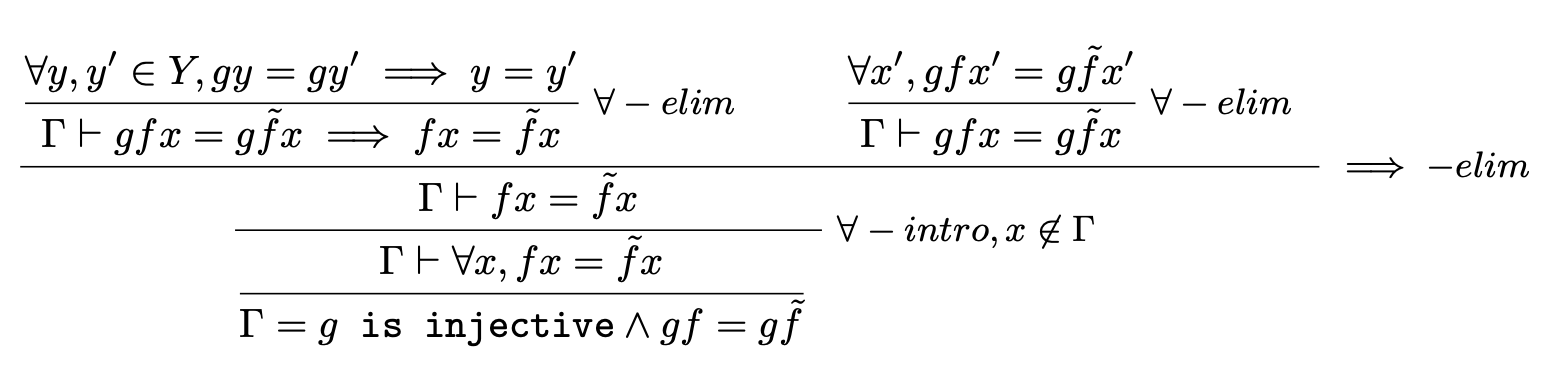 ∀y, y′ ∈ Y, gy = gy′ ⟹ y = y′ ∀ − elim ∀x′, gfx′ = gf̃x′ ∀ − elim
Γ ⊢ gfx = gf̃x ⟹ fx = f̃x Γ ⊢ gfx = gf̃x
⟹ −elim
Γ ⊢ fx = f̃x
∀ − intro, x ∉ Γ
Γ ⊢ ∀x, fx = f̃x
Γ = g is injective ∧ gf = gf̃